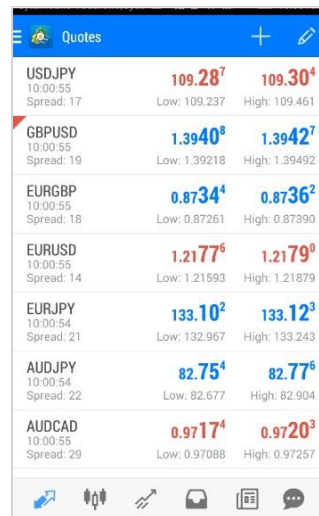 Quotes
USDJPY 109.28⁷ 109.30⁴
10:00:55
Spread: 17 Low: 109.237 High: 109.461
GBPUSD 1.3940⁸ 1.3942⁷
10:00:55
Spread: 19 Low: 1.39218 High: 1.39492
EURGBP 0.8734⁴ 0.8736²
10:00:55
Spread: 18 Low: 0.87261 High: 0.87390
EURUSD 1.2177⁶ 1.2179⁰
10:00:55
Spread: 14 Low: 1.21593 High: 1.21879
EURJPY 133.10² 133.12³
10:00:54
Spread: 21 Low: 132.967 High: 133.243
AUDJPY 82.75⁴ 82.77⁶
10:00:54
Spread: 22 Low: 82.677 High: 82.904
AUDCAD 0.9717⁴ 0.9720³
10:00:55
Spread: 29 Low: 0.97088 High: 0.97257